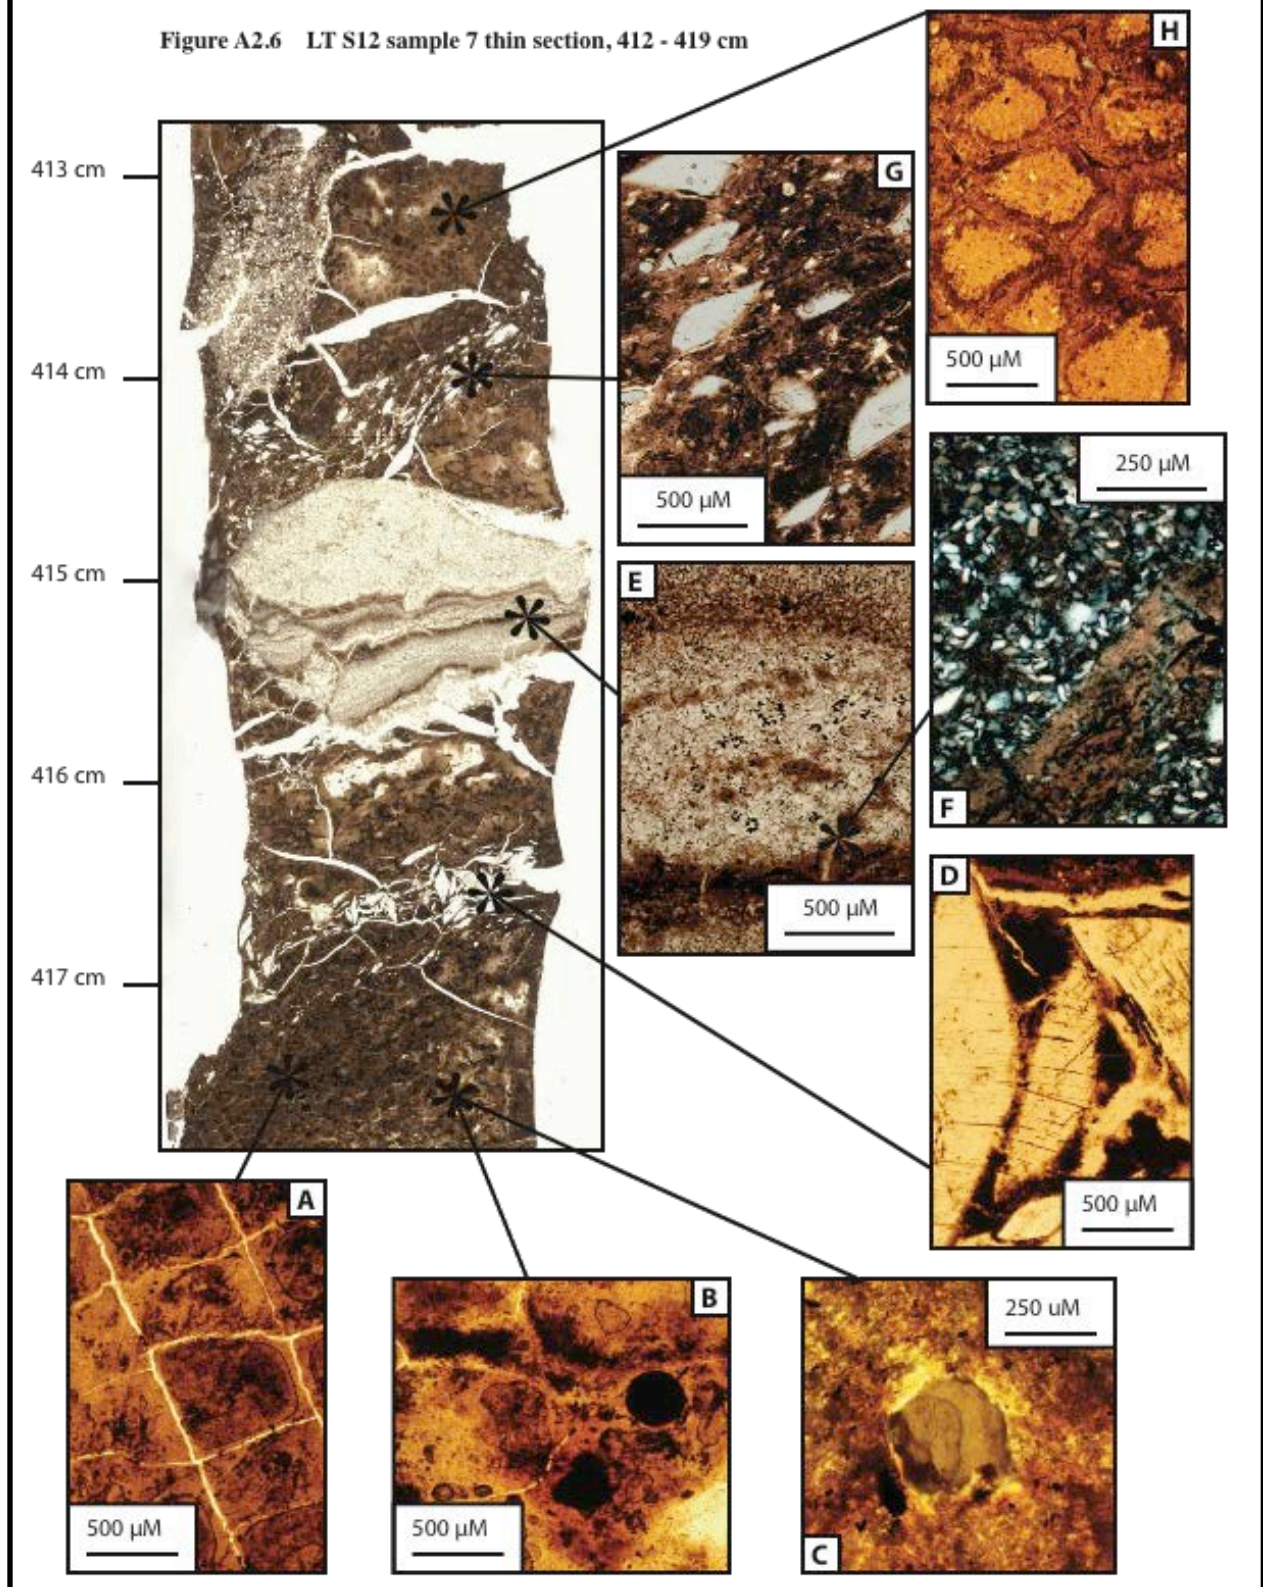 Figure A2.6 LT S12 sample 7 thin section, 412 - 419 cm
H
413 cm
G
500 µM
414 cm
250 µM
500 µM
415 cm
E
F
416 cm
D
500 µM
417 cm
500 µM
A
B
250 uM
500 µM
500 µM
C